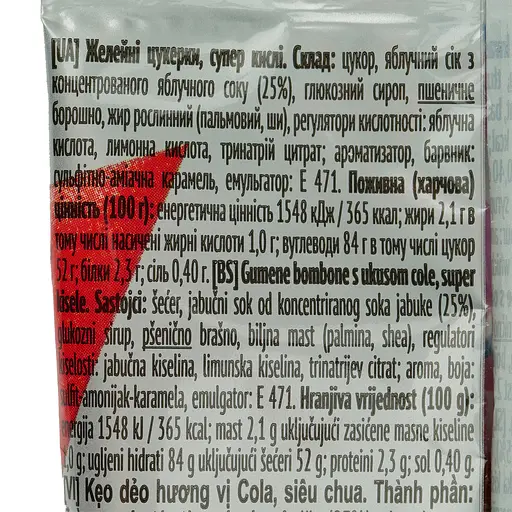 [UA] Желейні цукерки, супер кислі. Склад: цукор, яблучний сік з
концентрованого яблучного соку (25%), глюкозний сироп, пшеничне
борошно, жир рослинний (пальмовий, ши), регулятори кислотності: яблучна
кислота, лимонна кислота, тринатрій цитрат; ароматизатор, барвник:
сульфітно-аміачна карамель, емульгатор: Е 471. Поживна (харчова)
цінність (100 г): енергетична цінність 1548 кДж / 365 ккал; жири 2,1 г в
тому числі насичені жирні кислоти 1,0 г; вуглеводи 84 г в тому числі цукор
52 г; білки 2,3 г; сіль 0,40 г. [BS] Gumene bombone s ukusom cole, super
kisele. Sastojci: šećer, jabučni sok od koncentriranog soka jabuke (25%),
glukozni sirup, pšenično brašno, biljna mast (palmina, shea), regulatori
kiselosti: jabučna kiselina, limunska kiselina, trinatrijev citrat; aroma, boja:
sulfit-amonijak-karamela, emulgator: E 471. Hranjiva vrijednost (100 g):
energija 1548 kJ / 365 kcal; mast 2,1 g uključujući zasićene masne kiseline
1,0 g; ugljeni hidrati 84 g uključujući šećeri 52 g; proteini 2,3 g; sol 0,40 g.
[VI] Kẹo dẻo hương vị Cola, siêu chua. Thành phần: